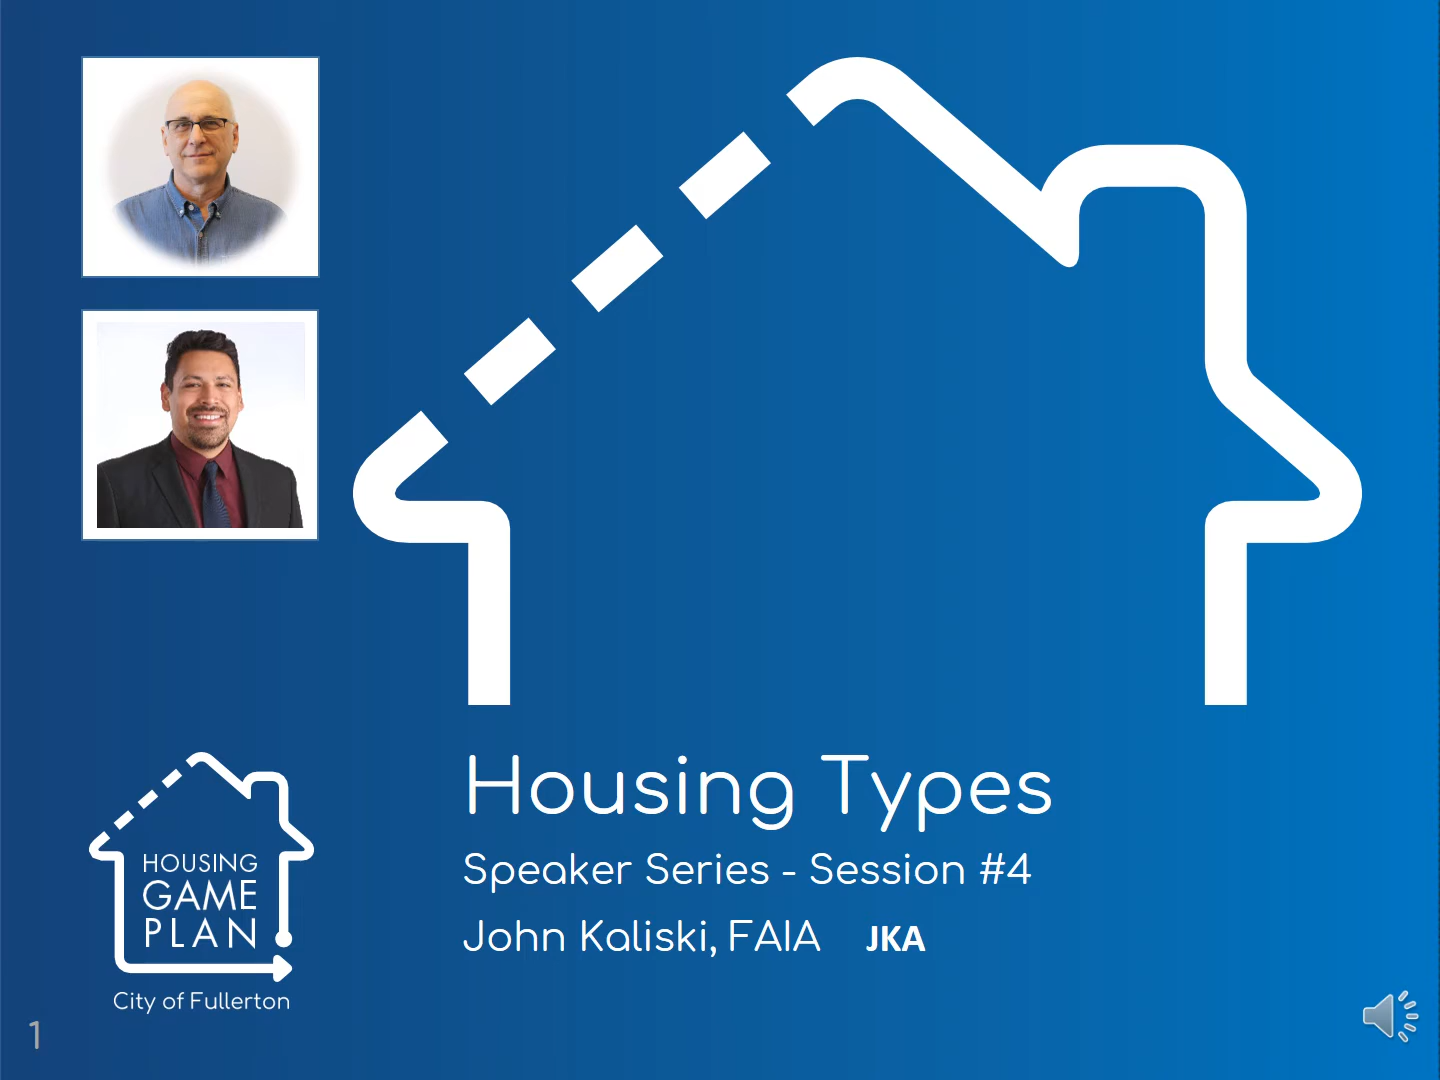 Housing Types
Speaker Series - Session #4
John Kaliski, FAIA JKA
HOUSING
GAME
PLAN
City of Fullerton
1